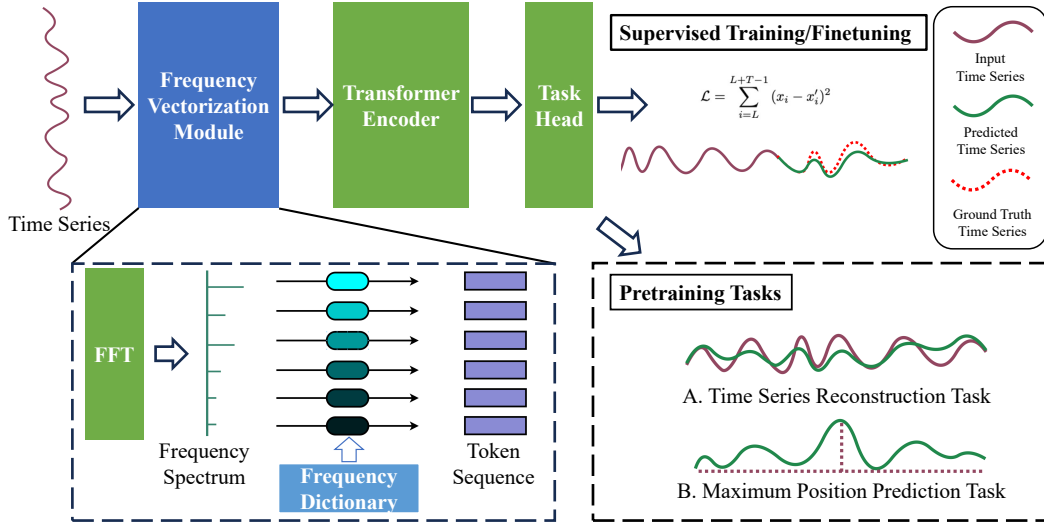 Time Series
Frequency
Vectorization
Module
Transformer
Encoder
Task
Head
Supervised Training/Finetuning
L = \sum_{i=L}^{L+T-1} (x_i - x'_i)^2
Input
Time Series
Predicted
Time Series
Ground Truth
Time Series
FFT
Frequency
Spectrum
Frequency
Dictionary
Token
Sequence
Pretraining Tasks
A. Time Series Reconstruction Task
B. Maximum Position Prediction Task